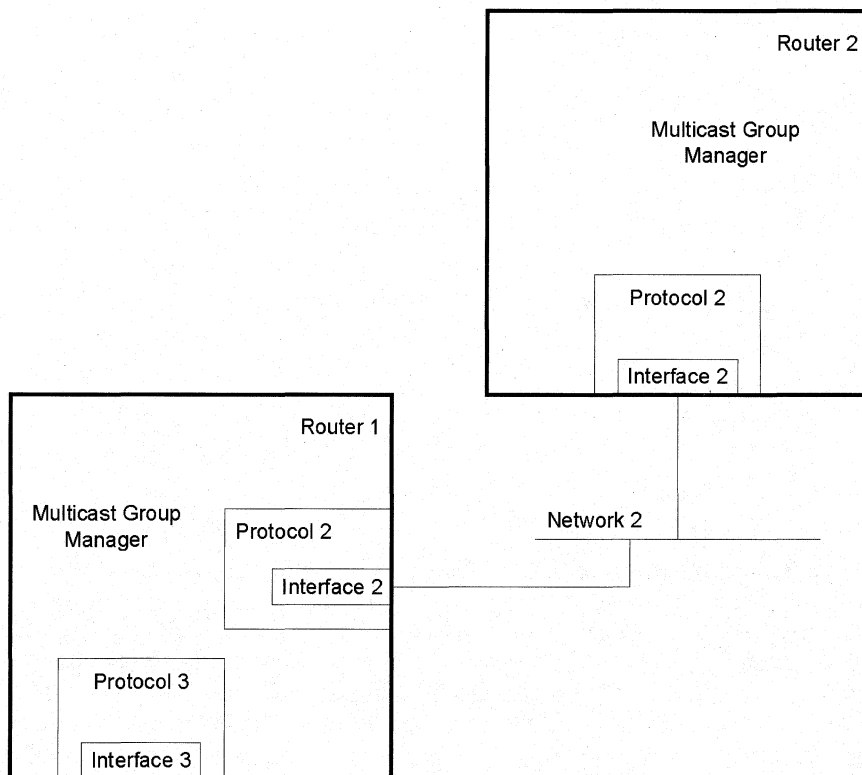 Router 2
Multicast Group
Manager
Protocol 2
Interface 2
Router 1
Multicast Group
Manager
Protocol 2
Interface 2
Network 2
Protocol 3
Interface 3